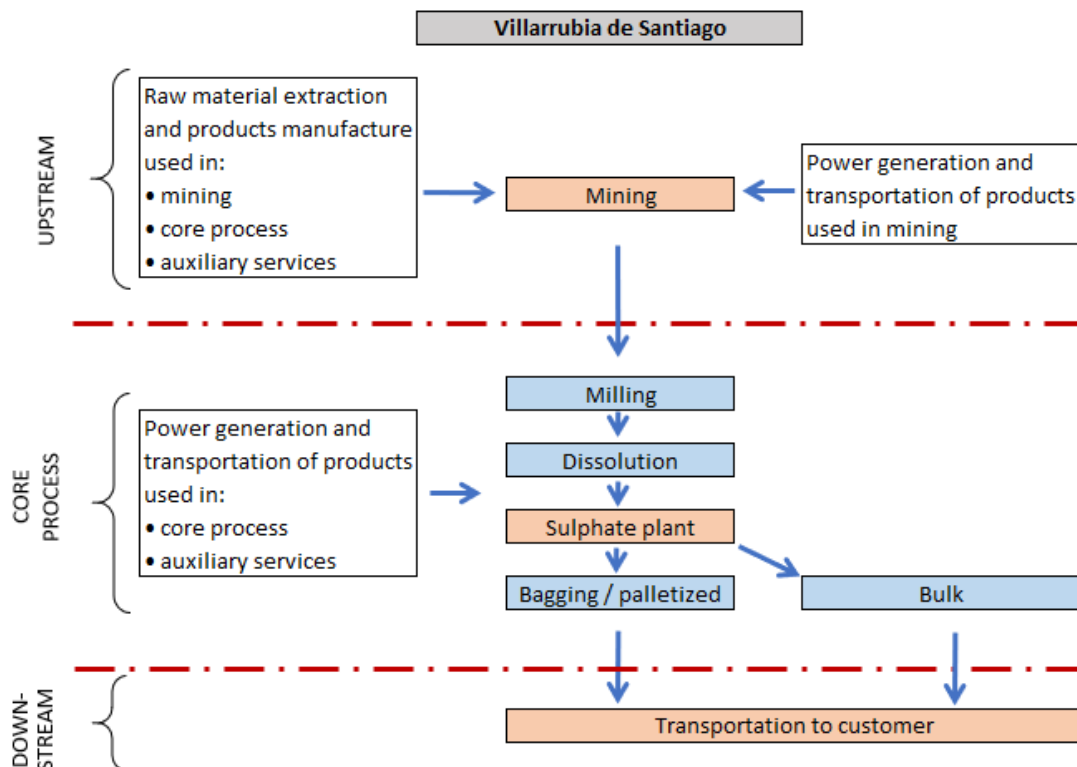 Villarrubia de Santiago
UPSTREAM
Raw material extraction
and products manufacture
used in:
• mining
• core process
• auxiliary services
Mining
Power generation and
transportation of products
used in mining
CORE
PROCESS
Power generation and
transportation of products
used in:
• core process
• auxiliary services
Milling
Dissolution
Sulphate plant
Bagging / palletized
Bulk
DOWN-
STREAM
Transportation to customer